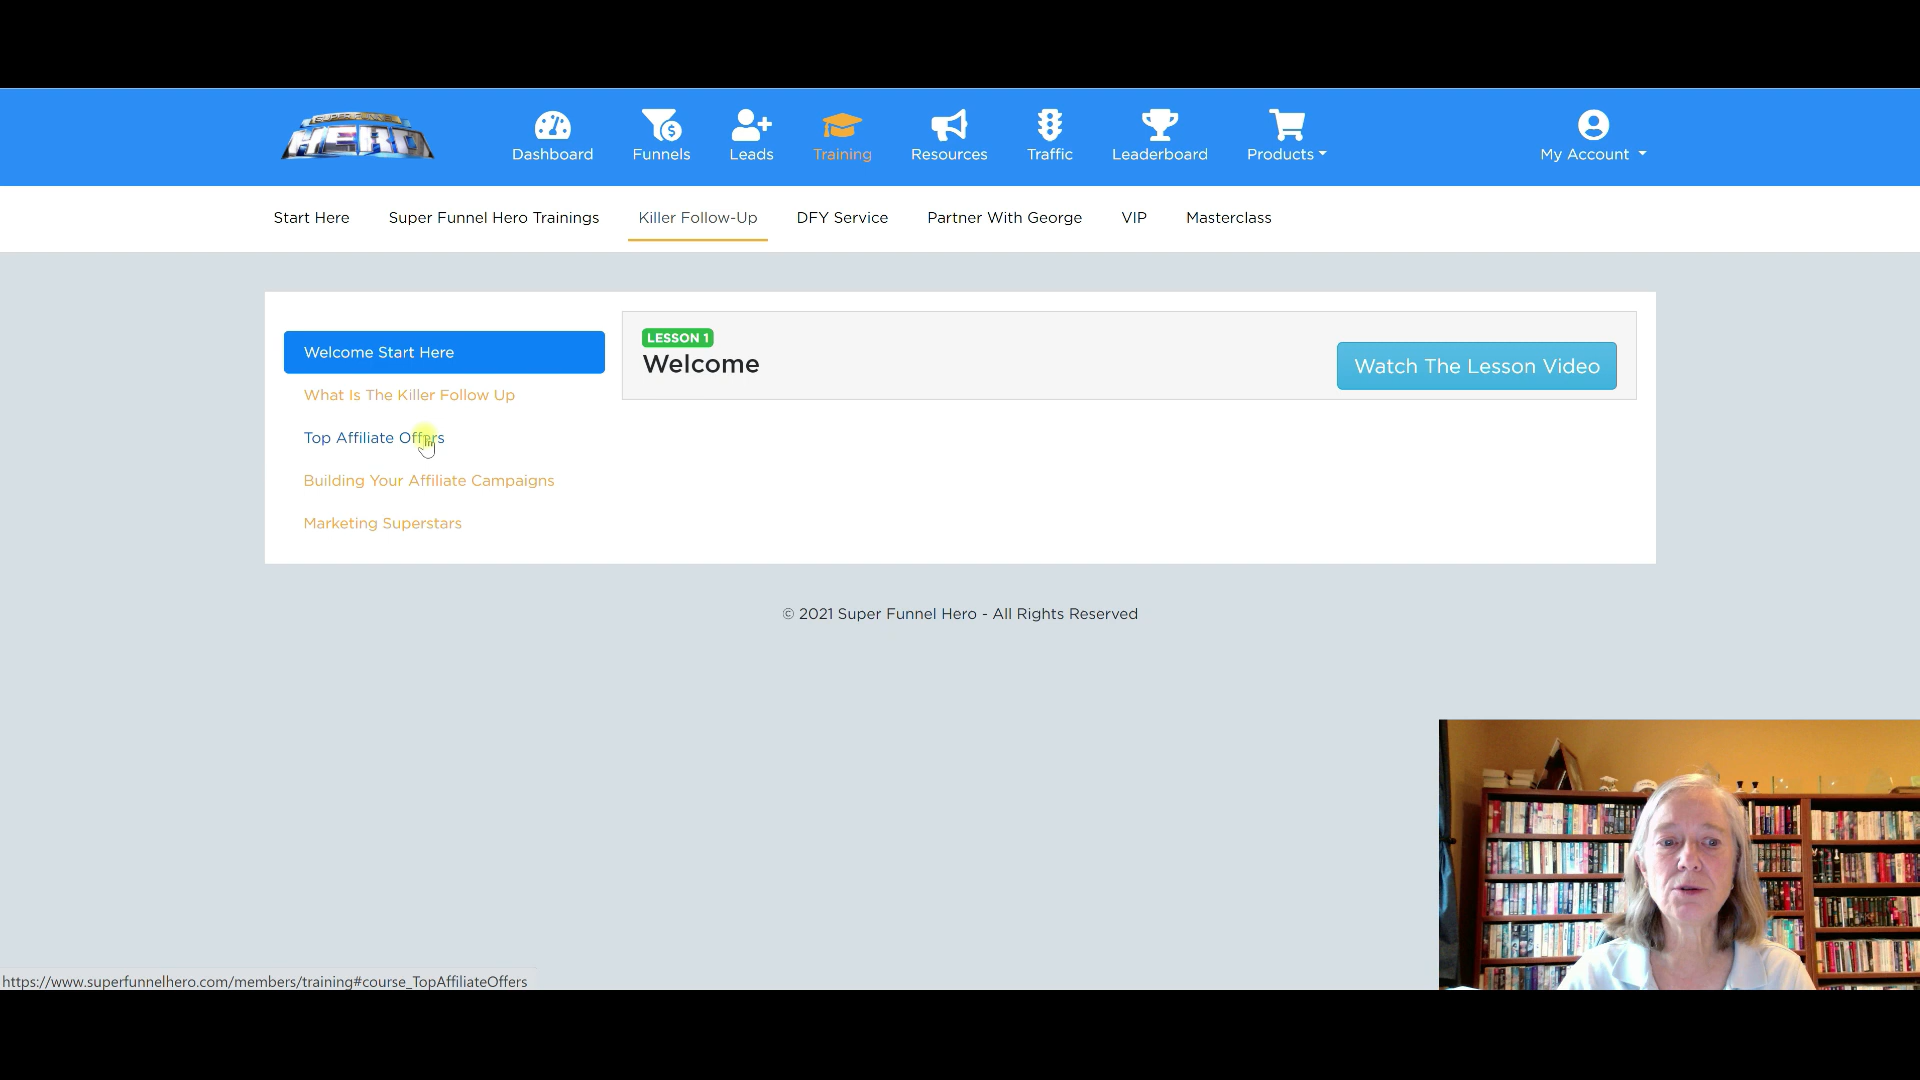 SUPER FUNNEL
HERO
Dashboard
Funnels
Leads
Training
Resources
Traffic
Leaderboard
Products
My Account
Start Here
Super Funnel Hero Trainings
Killer Follow-Up
DFY Service
Partner With George
VIP
Masterclass
Welcome Start Here
What Is The Killer Follow Up
Top Affiliate Offers
Building Your Affiliate Campaigns
Marketing Superstars
LESSON 1
Welcome
Watch The Lesson Video
© 2021 Super Funnel Hero - All Rights Reserved
https://www.superfunnelhero.com/members/training#course_TopAffiliateOffers